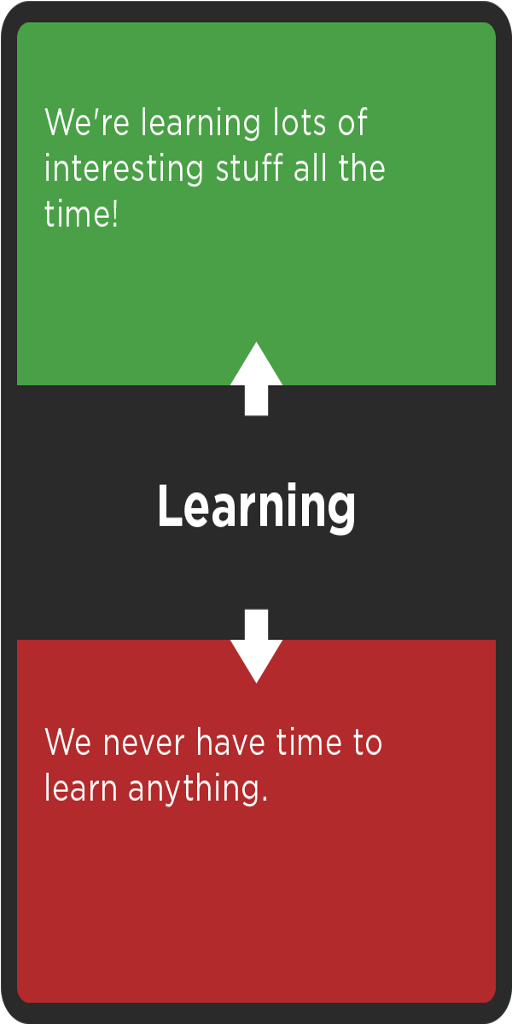 We're learning lots of
interesting stuff all the
time!
Learning
We never have time to
learn anything.